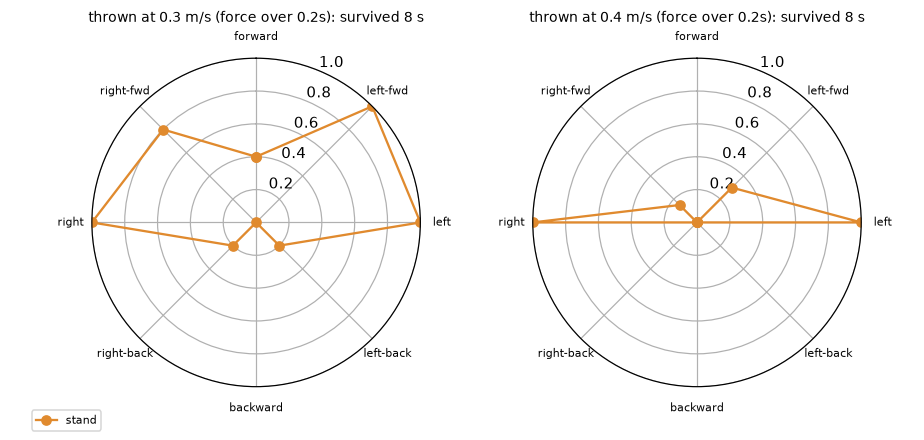 thrown at 0.3 m/s (force over 0.2s): survived 8 s
forward
right-fwd
left-fwd
1.0
0.8
0.6
0.4
0.2
right
left
right-back
left-back
backward
stand
thrown at 0.4 m/s (force over 0.2s): survived 8 s
forward
right-fwd
left-fwd
1.0
0.8
0.6
0.4
0.2
right
left
right-back
left-back
backward